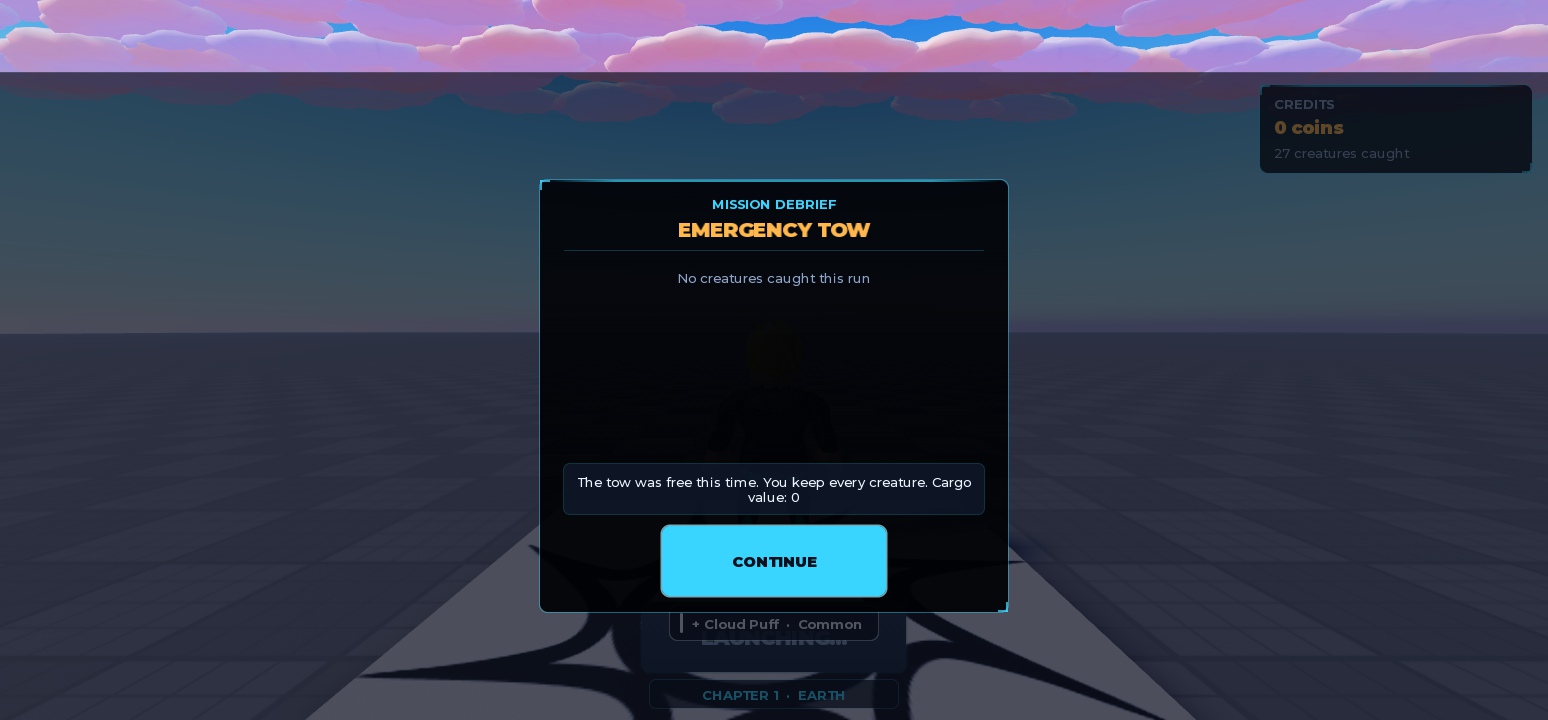 CREDITS
0 coins
27 creatures caught
MISSION DEBRIEF
EMERGENCY TOW
No creatures caught this run
The tow was free this time. You keep every creature. Cargo
value: 0
CONTINUE
+ Cloud Puff · Common
LAUNCHING...
CHAPTER 1 · EARTH